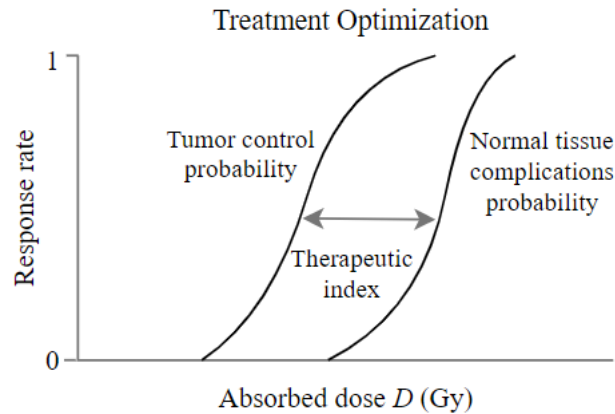 Treatment Optimization
1
Tumor control
probability
Normal tissue
complications
probability
Response rate
Therapeutic
index
0
Absorbed dose D (Gy)